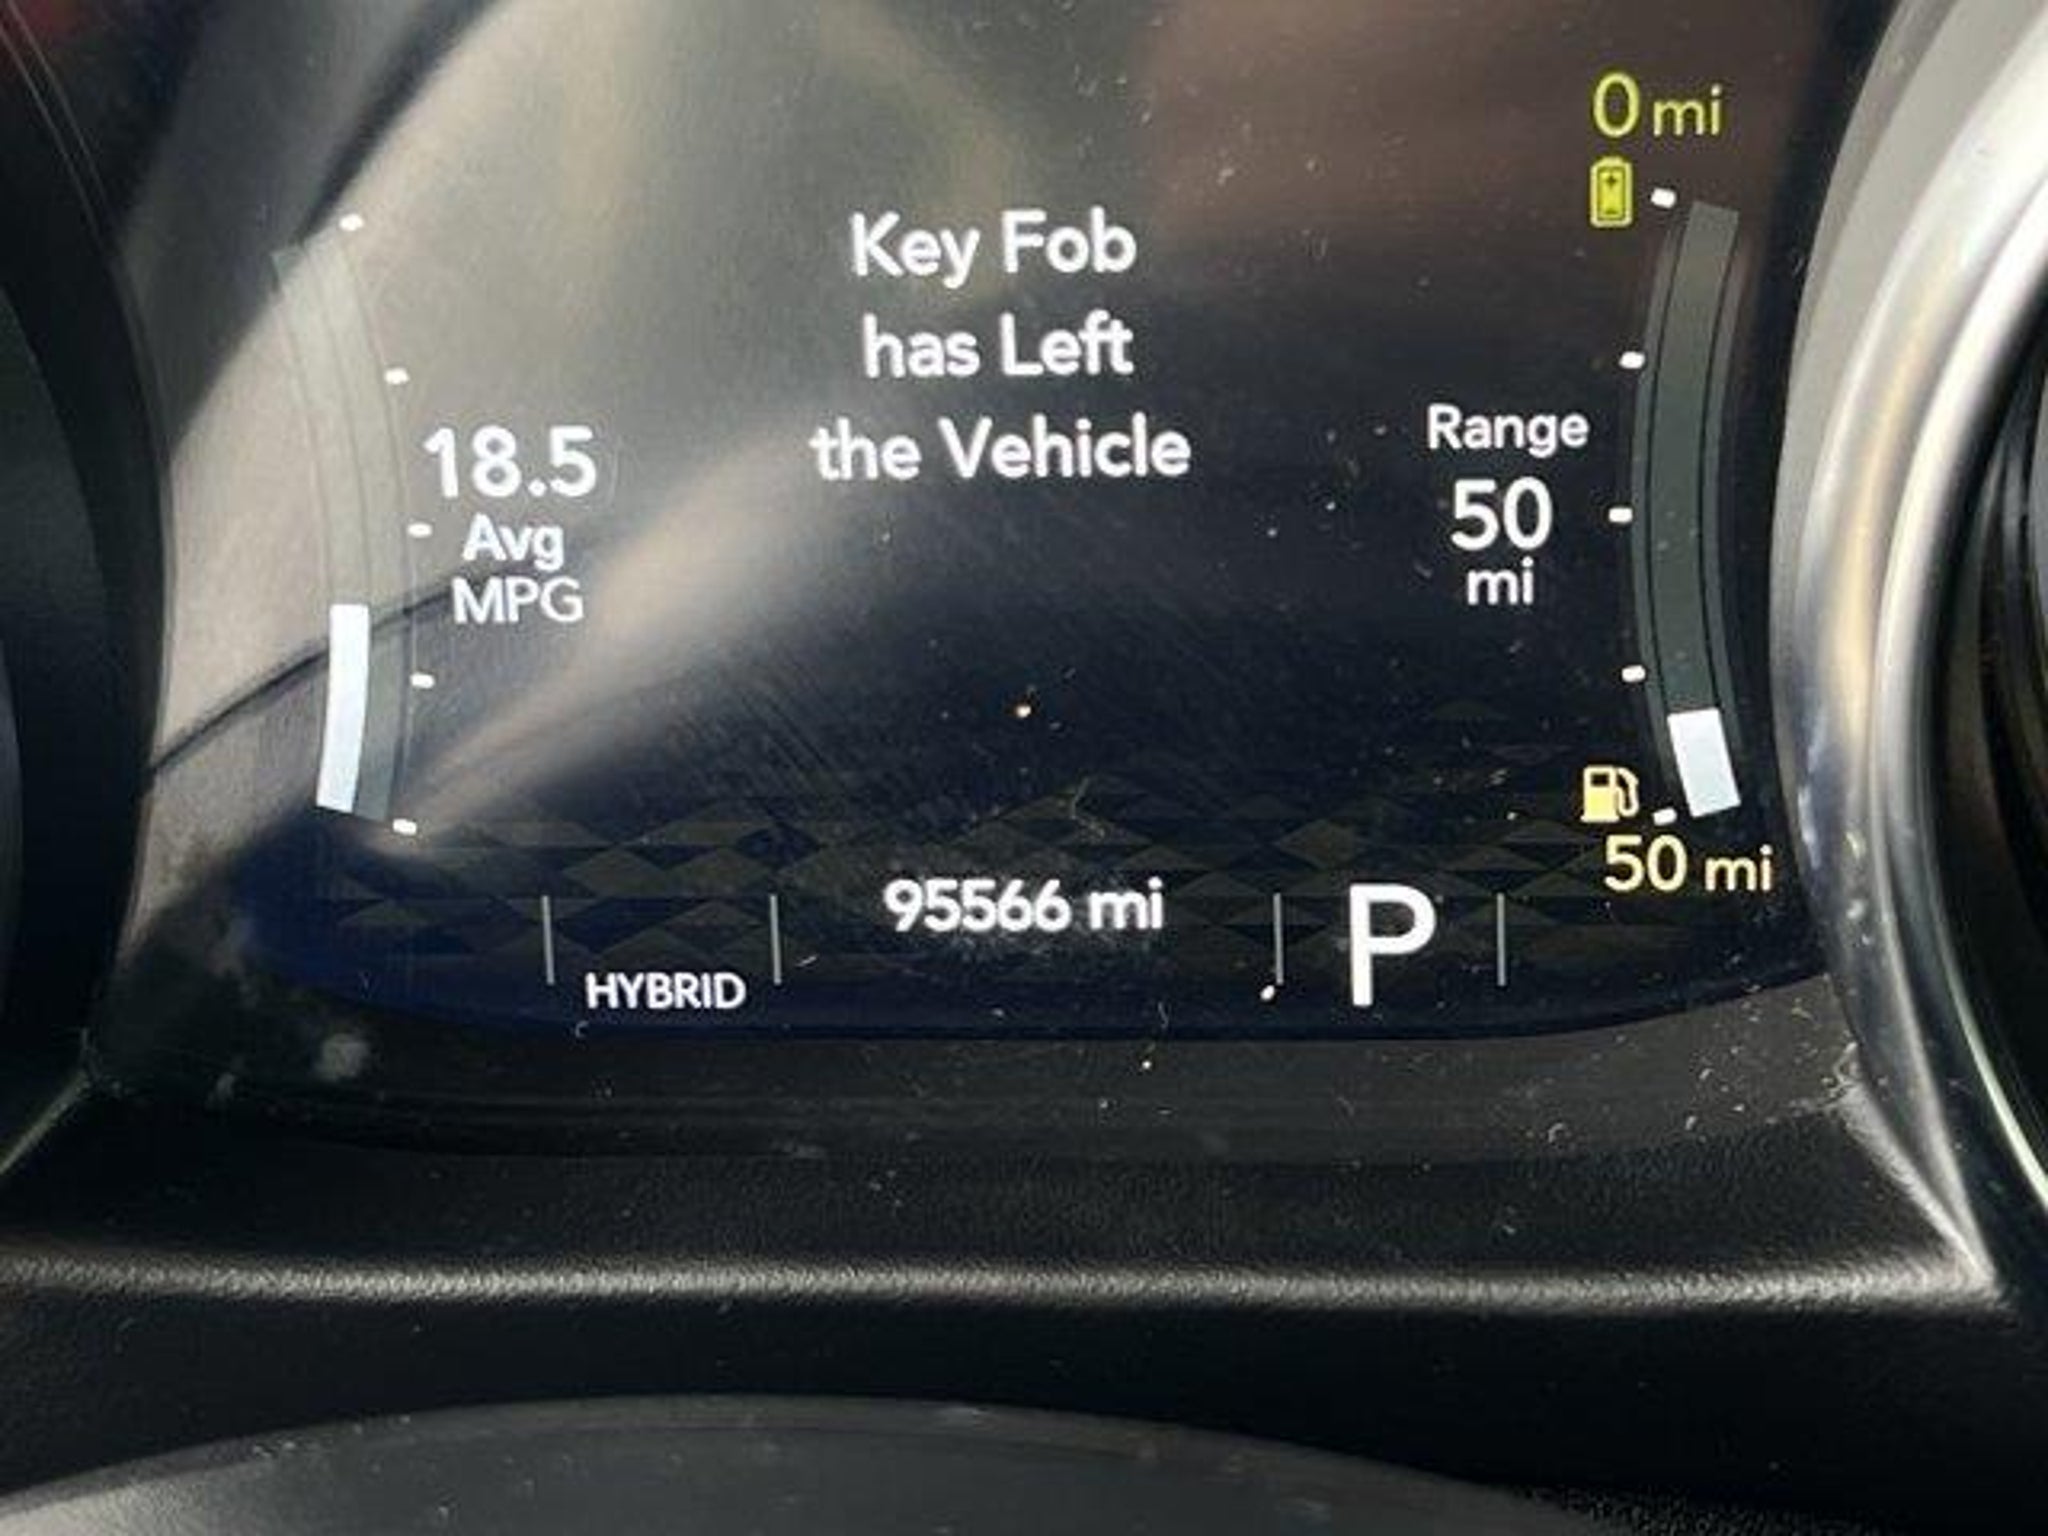 0 mi
Key Fob
has Left
the Vehicle
18.5
Avg
MPG
Range
50
mi
50 mi
95566 mi
HYBRID
P